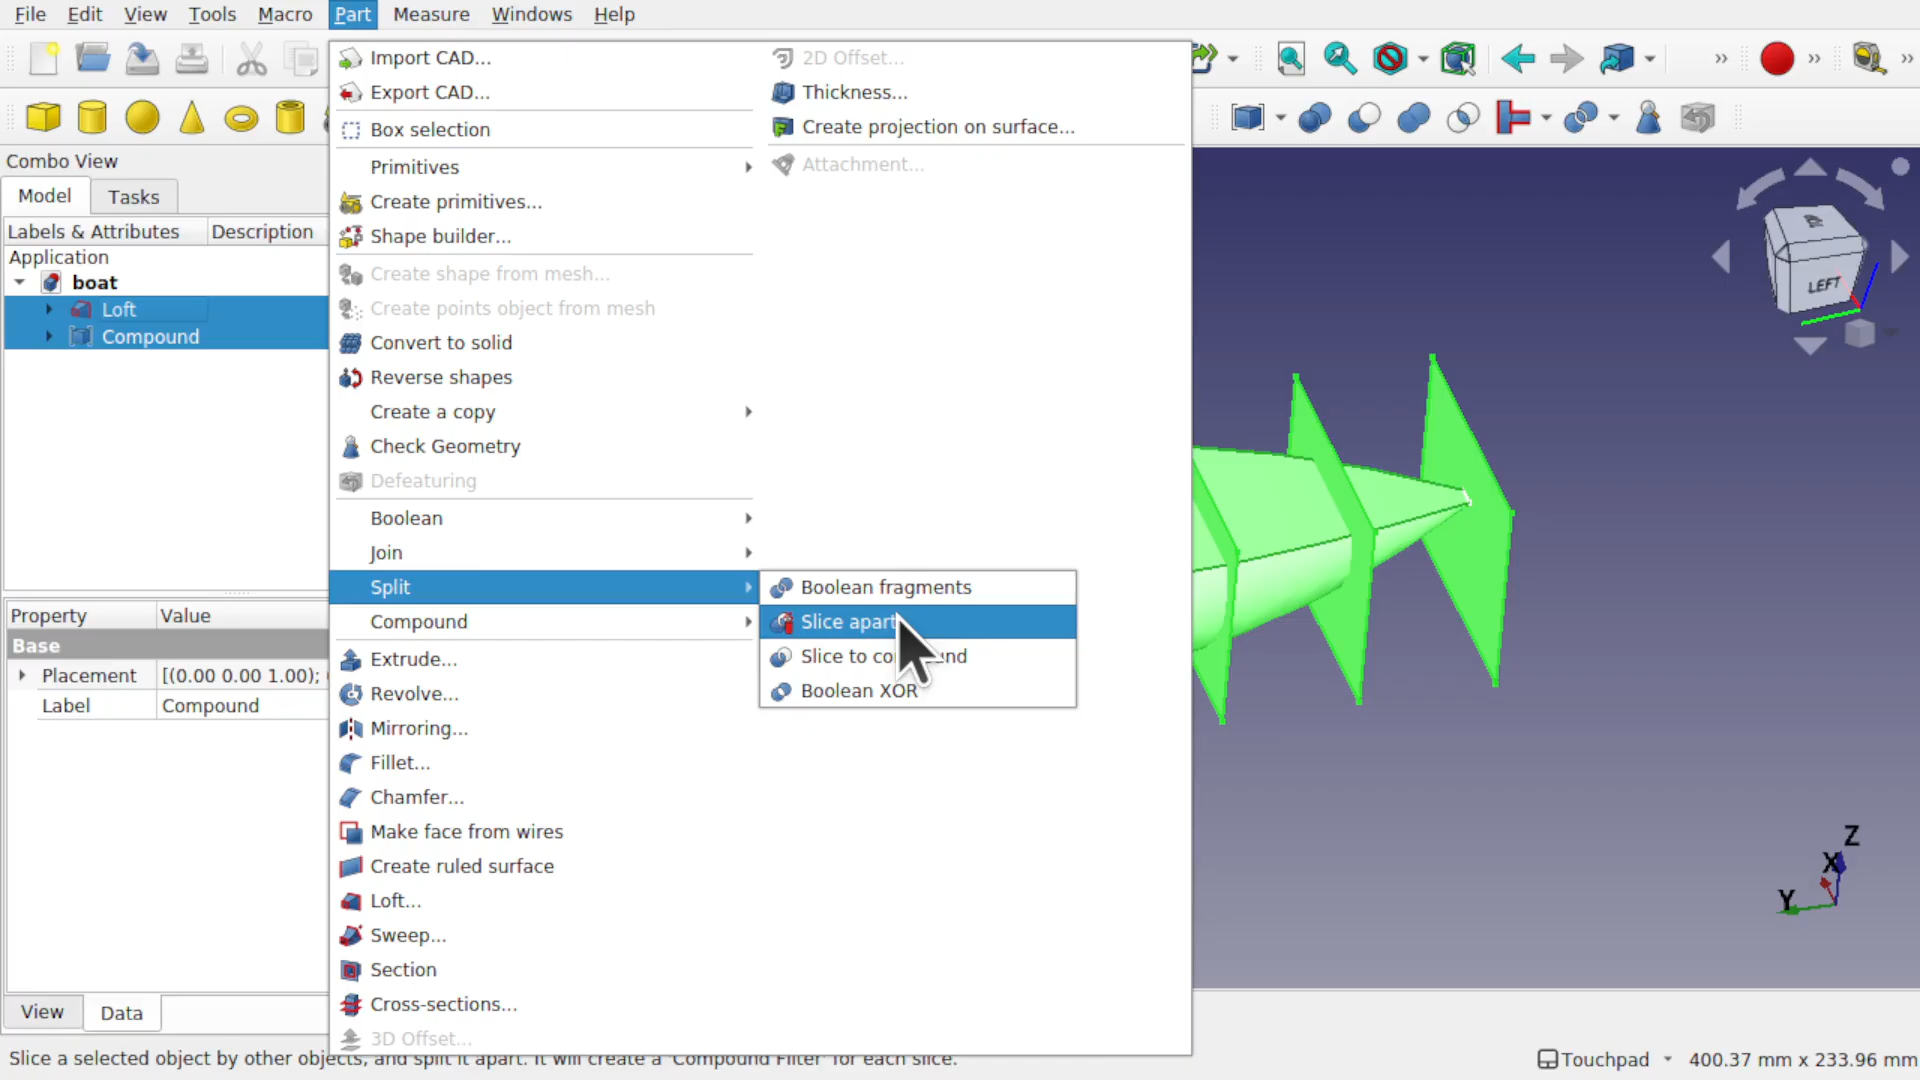 File Edit View Tools Macro Part Measure Windows Help
Combo View
Model Tasks
Labels & Attributes Description
Application
boat
Loft
Compound
Property Value
Base
Placement [(0.00 0.00 1.00);
Label Compound
View Data
Import CAD...
Export CAD...
Box selection
Primitives
Create primitives...
Shape builder...
Create shape from mesh...
Create points object from mesh
Convert to solid
Reverse shapes
Create a copy
Check Geometry
Defeaturing
Boolean
Join
Split
Compound
Extrude...
Revolve...
Mirroring...
Fillet...
Chamfer...
Make face from wires
Create ruled surface
Loft...
Sweep...
Section
Cross-sections...
3D Offset...
2D Offset...
Thickness...
Create projection on surface...
Attachment...
Boolean fragments
Slice apart
Slice to compound
Boolean XOR
LEFT
Z
X
Y
Slice a selected object by other objects, and split it apart. It will create a 'Compound Filter' for each slice.
Touchpad 400.37 mm x 233.96 mm